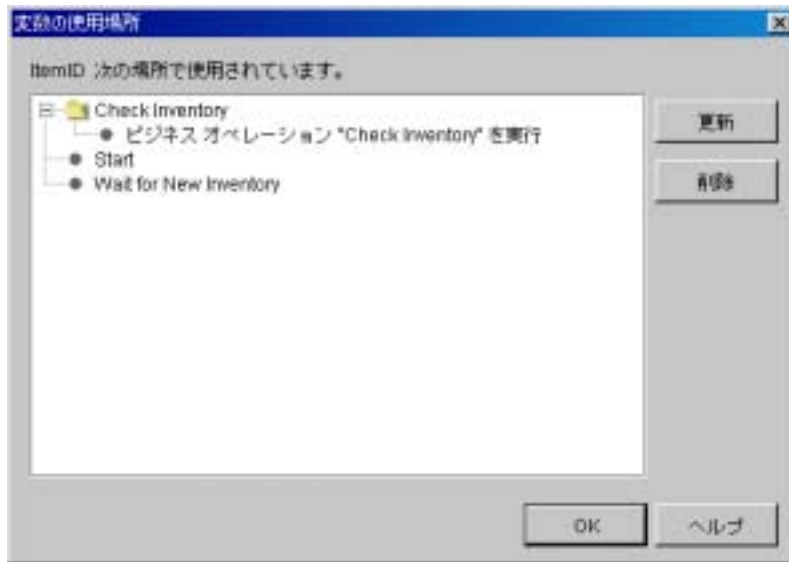 変数の使用場所
ItemID 次の場所で使用されています。
Check Inventory
ビジネス オペレーション "Check Inventory" を実行
Start
Wait for New Inventory
更新
削除
OK
ヘルプ